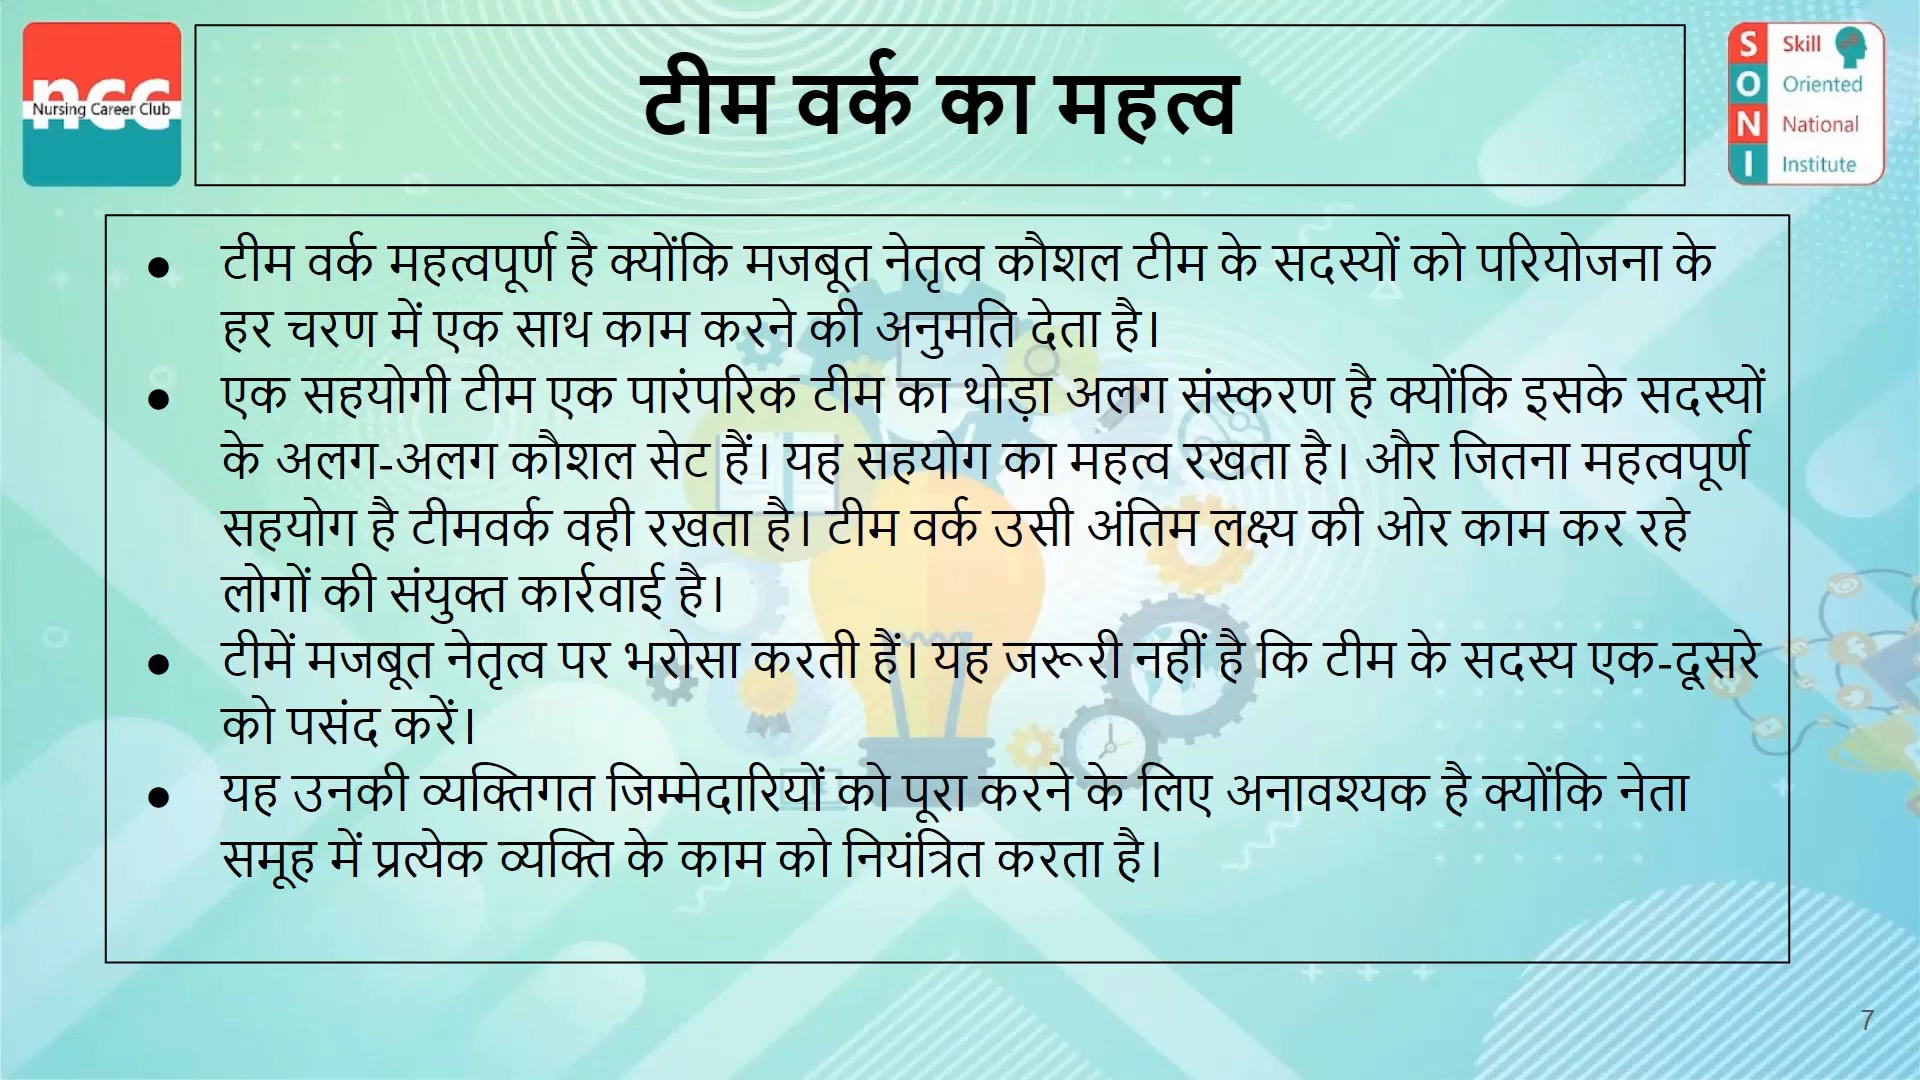 ncc
Nursing Career Club
टीम वर्क का महत्व
S Skill
O Oriented
N National
I Institute
● टीम वर्क महत्वपूर्ण है क्योंकि मजबूत नेतृत्व कौशल टीम के सदस्यों को परियोजना के
हर चरण में एक साथ काम करने की अनुमति देता है।
● एक सहयोगी टीम एक पारंपरिक टीम का थोड़ा अलग संस्करण है क्योंकि इसके सदस्यों
के अलग-अलग कौशल सेट हैं। यह सहयोग का महत्व रखता है। और जितना महत्वपूर्ण
सहयोग है टीमवर्क वही रखता है। टीम वर्क उसी अंतिम लक्ष्य की ओर काम कर रहे
लोगों की संयुक्त कार्रवाई है।
● टीमें मजबूत नेतृत्व पर भरोसा करती हैं। यह जरूरी नहीं है कि टीम के सदस्य एक-दूसरे
को पसंद करें।
● यह उनकी व्यक्तिगत जिम्मेदारियों को पूरा करने के लिए अनावश्यक है क्योंकि नेता
समूह में प्रत्येक व्यक्ति के काम को नियंत्रित करता है।
7